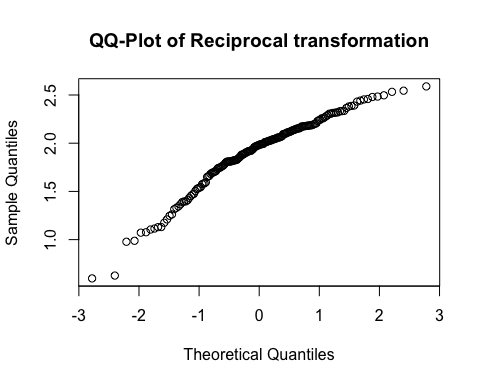 QQ-Plot of Reciprocal transformation
Sample Quantiles
2.5
2.0
1.5
1.0
-3 -2 -1 0 1 2 3
Theoretical Quantiles